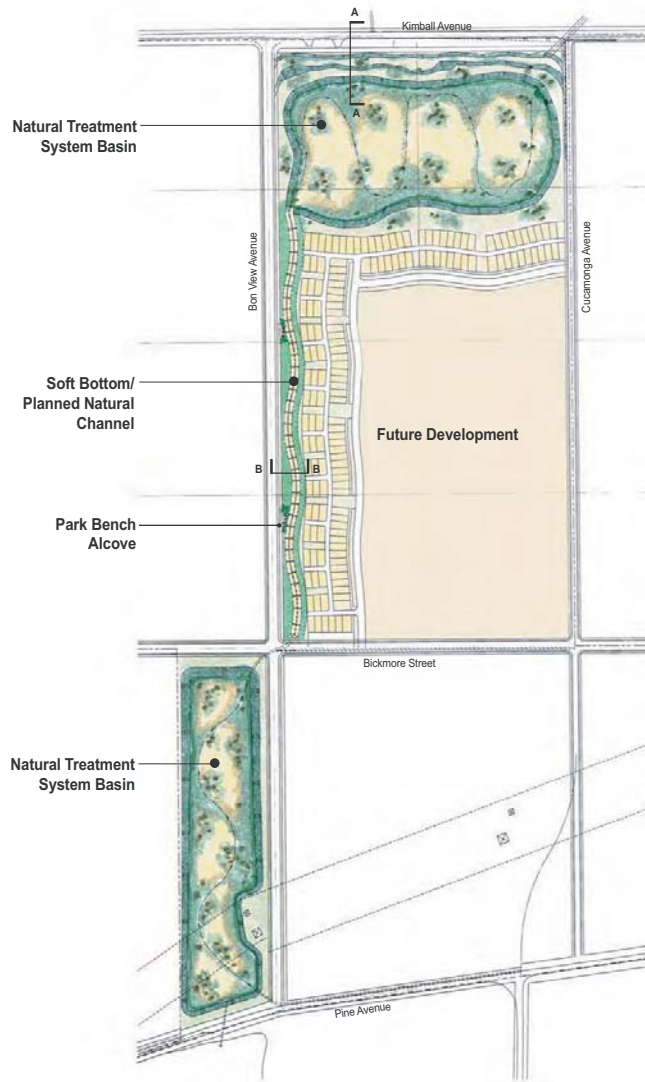 A
Kimball Avenue
A
Natural Treatment
System Basin
Bon View Avenue
Cucamonga Avenue
Soft Bottom/
Planned Natural
Channel
Future Development
B
B
Park Bench
Alcove
Bickmore Street
Natural Treatment
System Basin
Pine Avenue